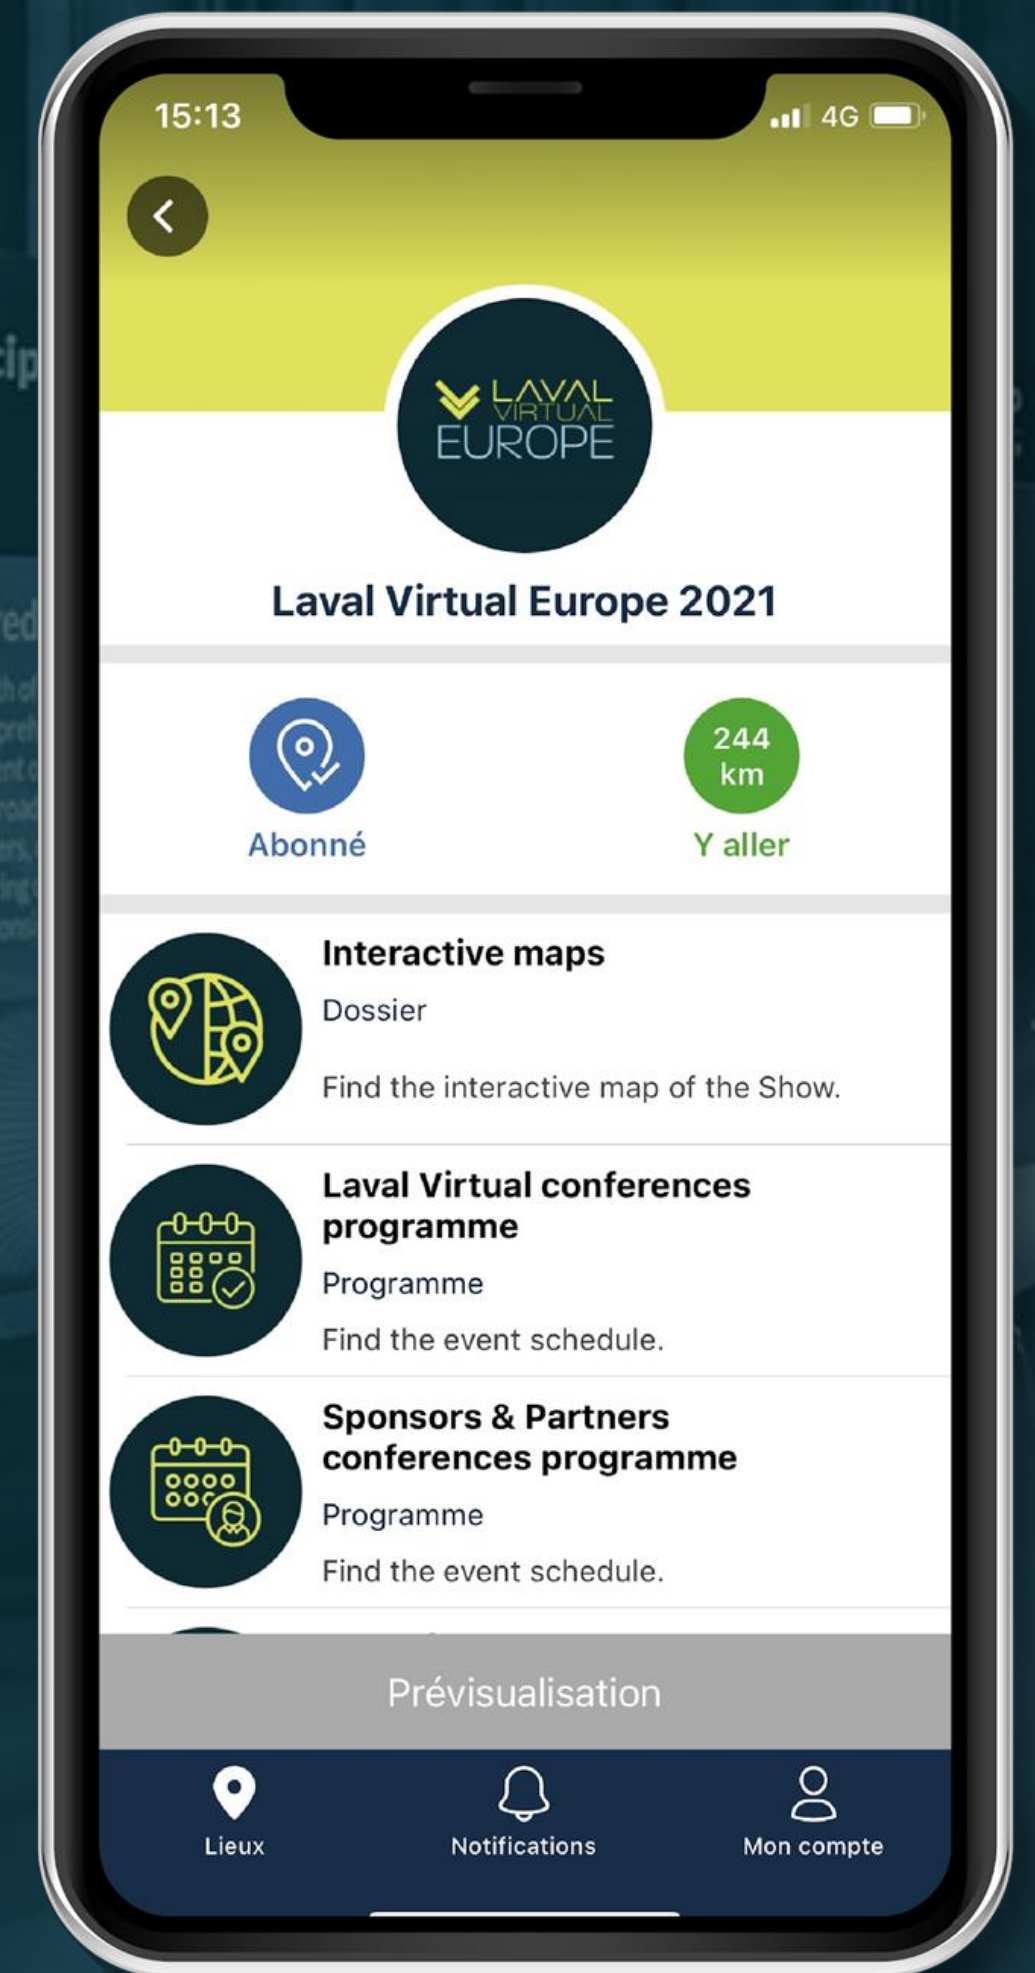 15:13
4G
LAVAL
VIRTUAL
EUROPE
Laval Virtual Europe 2021
244
km
Abonné
Y aller
Interactive maps
Dossier
Find the interactive map of the Show.
Laval Virtual conferences
programme
Programme
Find the event schedule.
Sponsors & Partners
conferences programme
Programme
Find the event schedule.
Prévisualisation
Lieux
Notifications
Mon compte